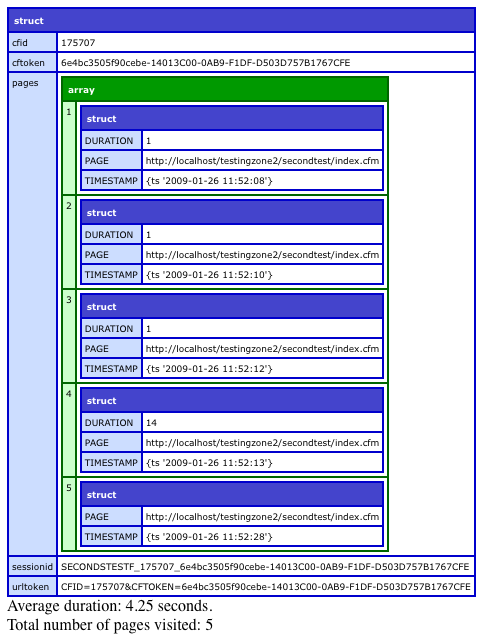 struct
cfid 175707
cftoken 6e4bc3505f90cebe-14013C00-0AB9-F1DF-D503D757B1767CFE
pages array
1 struct
DURATION 1
PAGE http://localhost/testingzone2/secondtest/index.cfm
TIMESTAMP {ts '2009-01-26 11:52:08'}
2 struct
DURATION 1
PAGE http://localhost/testingzone2/secondtest/index.cfm
TIMESTAMP {ts '2009-01-26 11:52:10'}
3 struct
DURATION 1
PAGE http://localhost/testingzone2/secondtest/index.cfm
TIMESTAMP {ts '2009-01-26 11:52:12'}
4 struct
DURATION 14
PAGE http://localhost/testingzone2/secondtest/index.cfm
TIMESTAMP {ts '2009-01-26 11:52:13'}
5 struct
PAGE http://localhost/testingzone2/secondtest/index.cfm
TIMESTAMP {ts '2009-01-26 11:52:28'}
sessionid SECONDSTESTF_175707_6e4bc3505f90cebe-14013C00-0AB9-F1DF-D503D757B1767CFE
urltoken CFID=175707&CFTOKEN=6e4bc3505f90cebe-14013C00-0AB9-F1DF-D503D757B1767CFE
Average duration: 4.25 seconds.
Total number of pages visited: 5